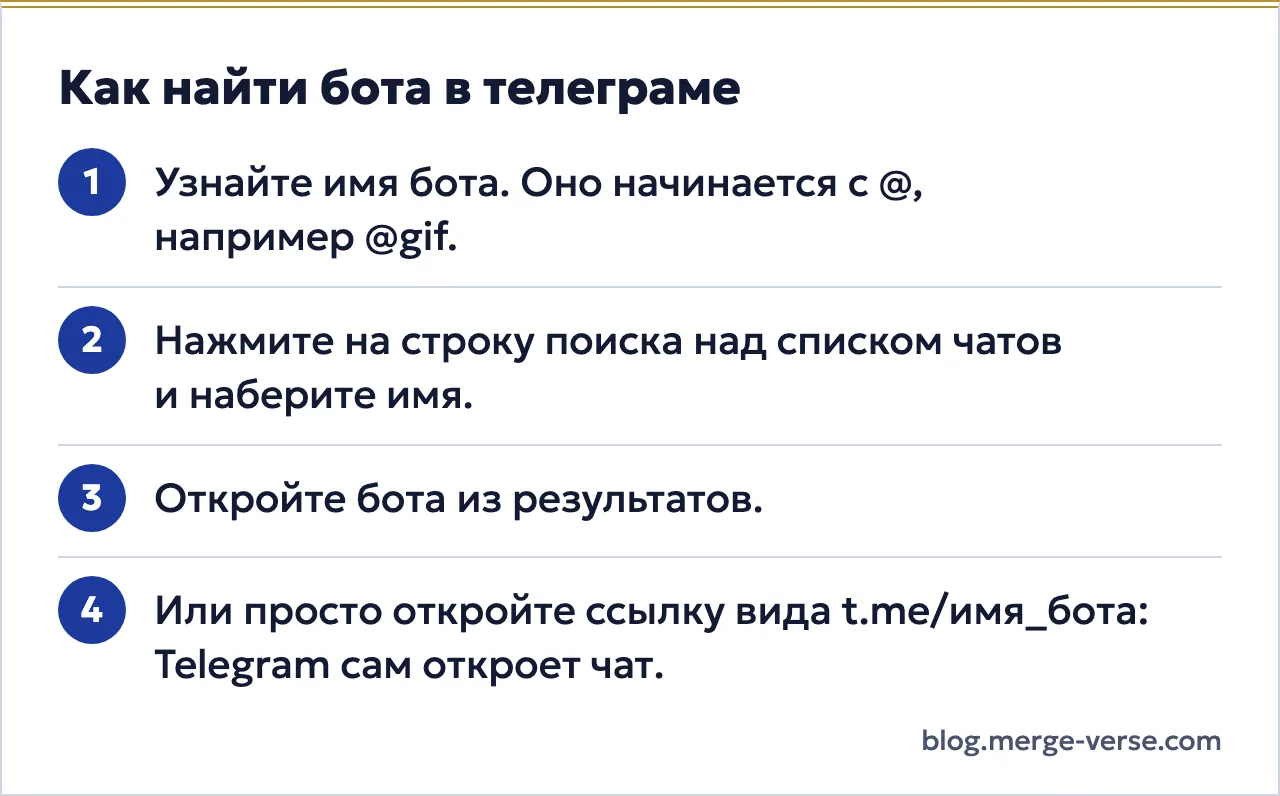 Как найти бота в телеграме
1
Узнайте имя бота. Оно начинается с @,
например @gif.
2
Нажмите на строку поиска над списком чатов
и наберите имя.
3
Откройте бота из результатов.
4
Или просто откройте ссылку вида t.me/имя_бота:
Telegram сам откроет чат.
blog.merge-verse.com